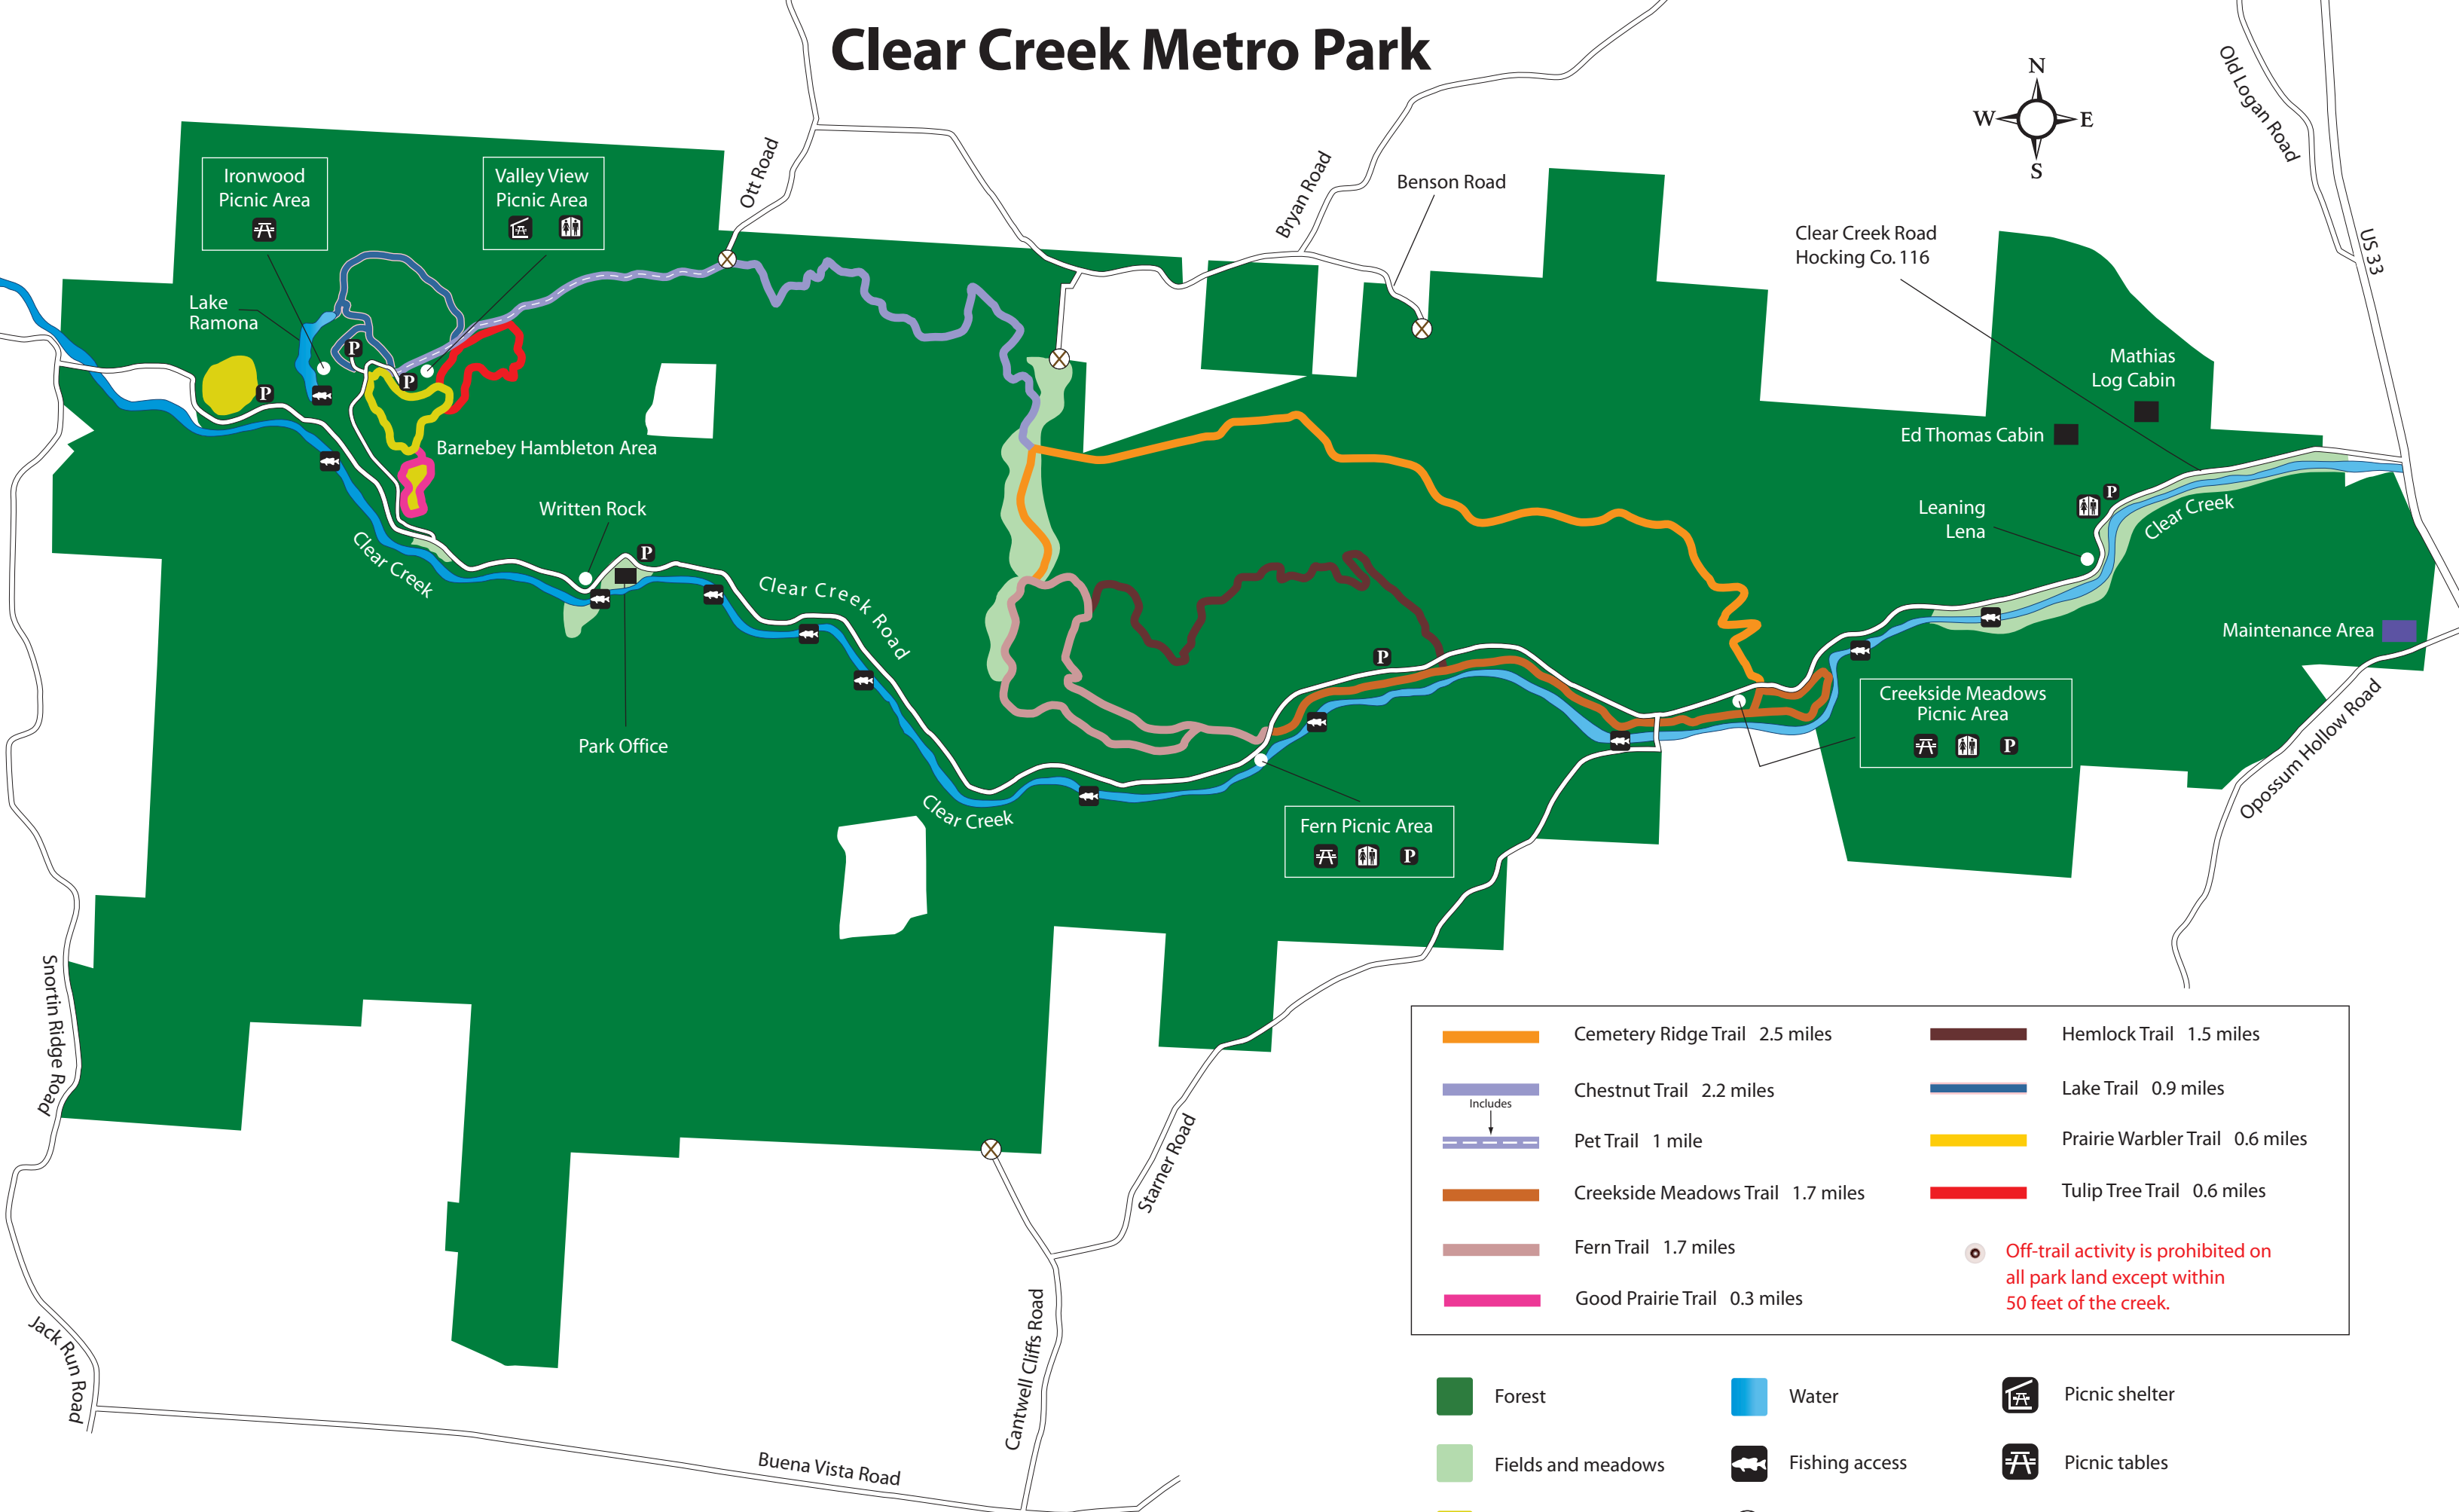 Clear Creek Metro Park
N
W
E
S
Old Logan Road
US 33
Ott Road
Bryan Road
Benson Road
Ironwood
Picnic Area
Valley View
Picnic Area
Clear Creek Road
Hocking Co. 116
Lake
Ramona
P
P
P
Mathias
Log Cabin
Ed Thomas Cabin
Barnebey Hambleton Area
Written Rock
P
Leaning
Lena
P
Clear Creek
Clear Creek
Clear Creek Road
Maintenance Area
P
Creekside Meadows
Picnic Area
P
Park Office
Opossum Hollow Road
Clear Creek
Fern Picnic Area
P
Snortin Ridge Road
Starner Road
Cantwell Cliffs Road
Jack Run Road
Buena Vista Road
Cemetery Ridge Trail 2.5 miles
Chestnut Trail 2.2 miles
Includes
Pet Trail 1 mile
Creekside Meadows Trail 1.7 miles
Fern Trail 1.7 miles
Good Prairie Trail 0.3 miles
Hemlock Trail 1.5 miles
Lake Trail 0.9 miles
Prairie Warbler Trail 0.6 miles
Tulip Tree Trail 0.6 miles
Off-trail activity is prohibited on
all park land except within
50 feet of the creek.
Forest
Water
Picnic shelter
Fields and meadows
Fishing access
Picnic tables